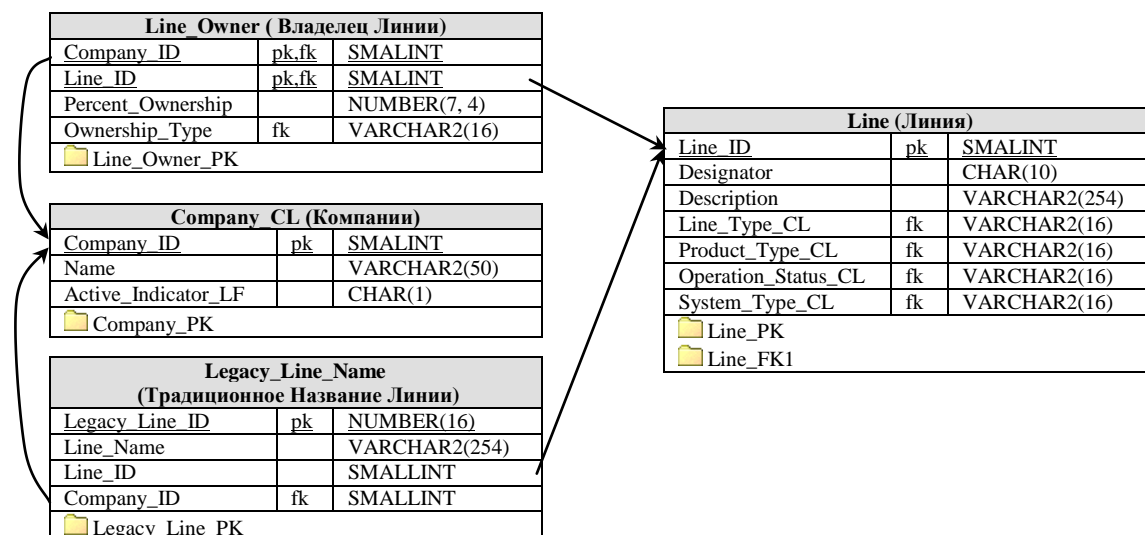 Line_Owner ( Владелец Линии)
Company_ID pk,fk SMALINT
Line_ID pk,fk SMALINT
Percent_Ownership NUMBER(7, 4)
Ownership_Type fk VARCHAR2(16)
Line_Owner_PK
Company_CL (Компании)
Company_ID pk SMALINT
Name VARCHAR2(50)
Active_Indicator_LF CHAR(1)
Company_PK
Legacy_Line_Name
(Традиционное Название Линии)
Legacy_Line_ID pk NUMBER(16)
Line_Name VARCHAR2(254)
Line_ID SMALLINT
Company_ID fk SMALLINT
Legacy_Line_PK
Line (Линия)
Line_ID pk SMALINT
Designator CHAR(10)
Description VARCHAR2(254)
Line_Type_CL fk VARCHAR2(16)
Product_Type_CL fk VARCHAR2(16)
Operation_Status_CL fk VARCHAR2(16)
System_Type_CL fk VARCHAR2(16)
Line_PK
Line_FK1